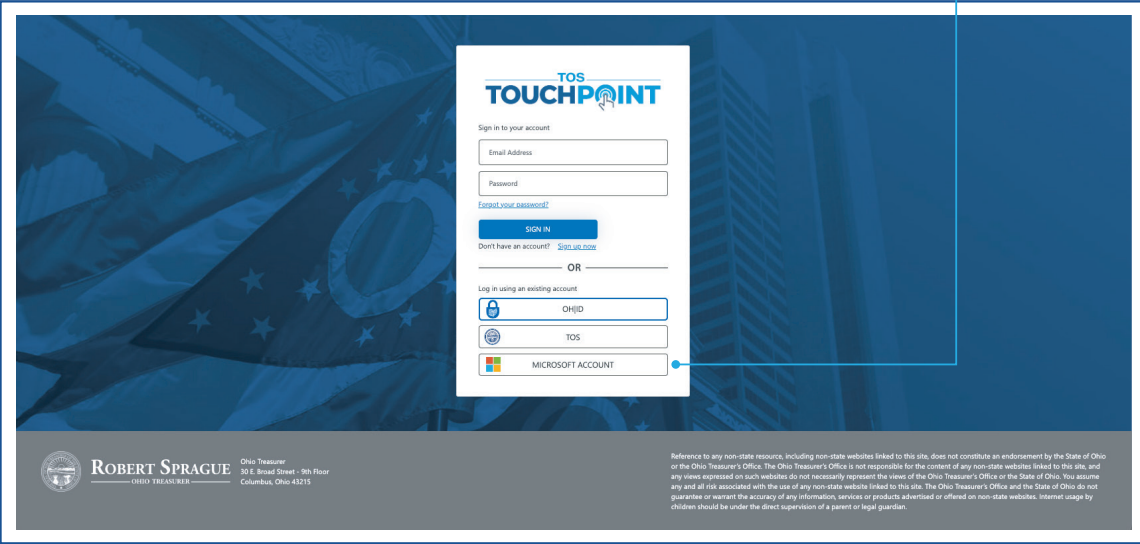 TOS
TOUCHPOINT
Sign in to your account
Email Address
Password
Forgot your password?
SIGN IN
Don't have an account? Sign up now
OR
Log in using an existing account
OH|ID
TOS
MICROSOFT ACCOUNT
ROBERT SPRAGUE
OHIO TREASURER
Ohio Treasurer
30 E. Broad Street - 9th Floor
Columbus, Ohio 43215
Reference to any non-state resource, including non-state websites linked to this site, does not constitute an endorsement by the State of Ohio
or the Ohio Treasurer's Office. The Ohio Treasurer's Office is not responsible for the content of any non-state websites linked to this site, and
any views expressed on such websites do not necessarily represent the views of the Ohio Treasurer's Office or the State of Ohio. You assume
any and all risk associated with the use of any non-state website linked to this site. The Ohio Treasurer's Office and the State of Ohio do not
guarantee or warrant the accuracy of any information, services or products advertised or offered on non-state websites. Internet usage by
children should be under the direct supervision of a parent or legal guardian.